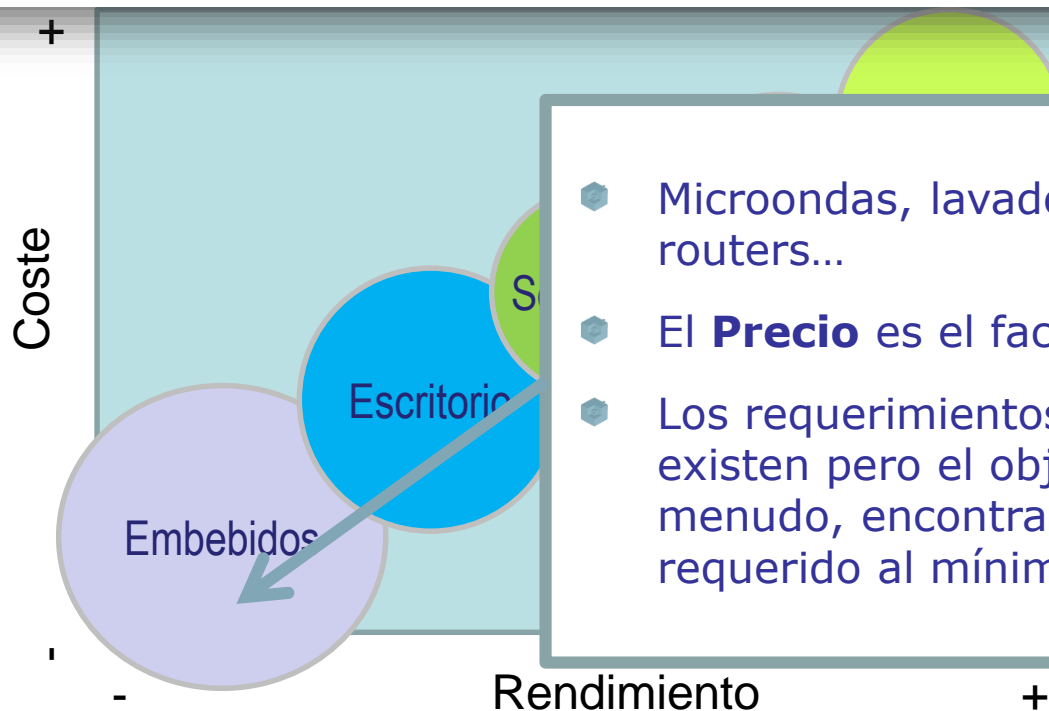 +
Coste
Microondas, lavado
routers…
El Precio es el fac
Los requerimientos
existen pero el obj
menudo, encontra
requerido al mínim
S
Escritorio
Embebidos
-
-
Rendimiento
+